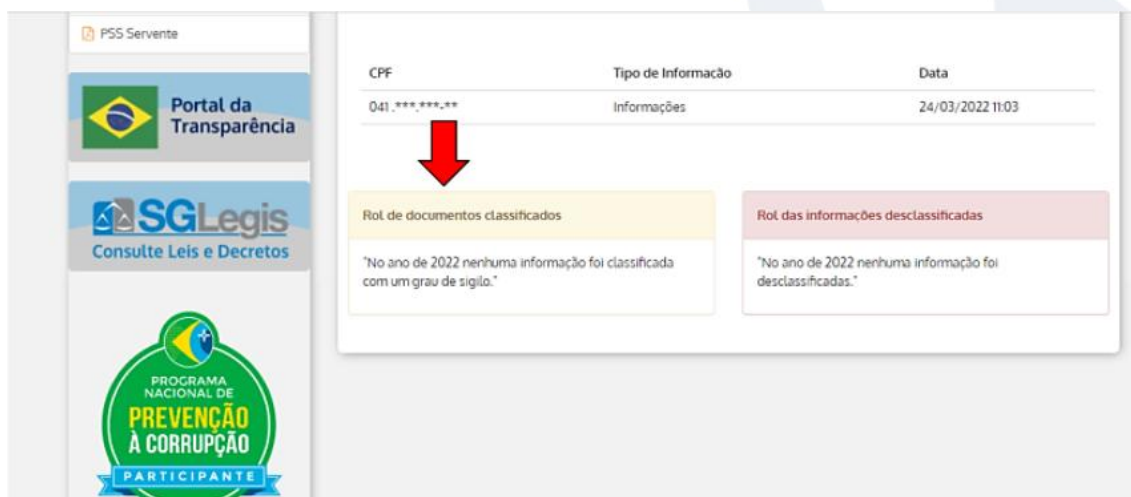 PSS Servente
Portal da
Transparência
SGLegis
Consulte Leis e Decretos
PROGRAMA
NACIONAL DE
PREVENÇÃO
À CORRUPÇÃO
PARTICIPANTE
CPF Tipo de Informação Data
041.***.***-** Informações 24/03/2022 11:03
Rol de documentos classificados
"No ano de 2022 nenhuma informação foi classificada
com um grau de sigilo."
Rol das informações desclassificadas
"No ano de 2022 nenhuma informação foi
desclassificadas."